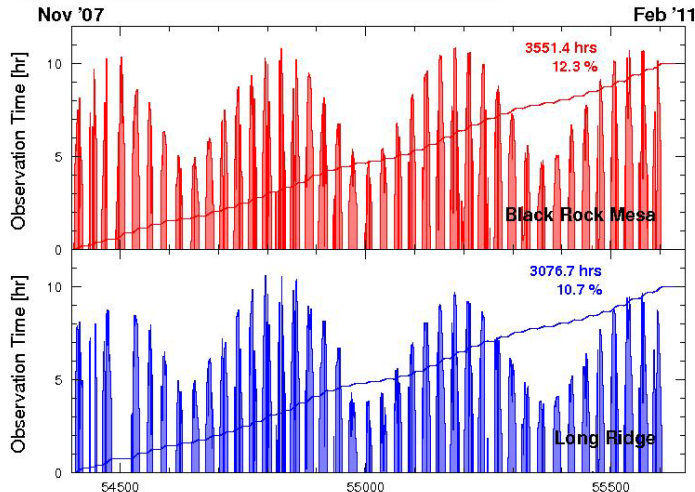 Nov '07 Feb '11
Observation Time [hr]
10
5
0
3551.4 hrs
12.3 %
Black Rock Mesa
Observation Time [hr]
10
5
0
3076.7 hrs
10.7 %
Long Ridge
54500 55000 55500